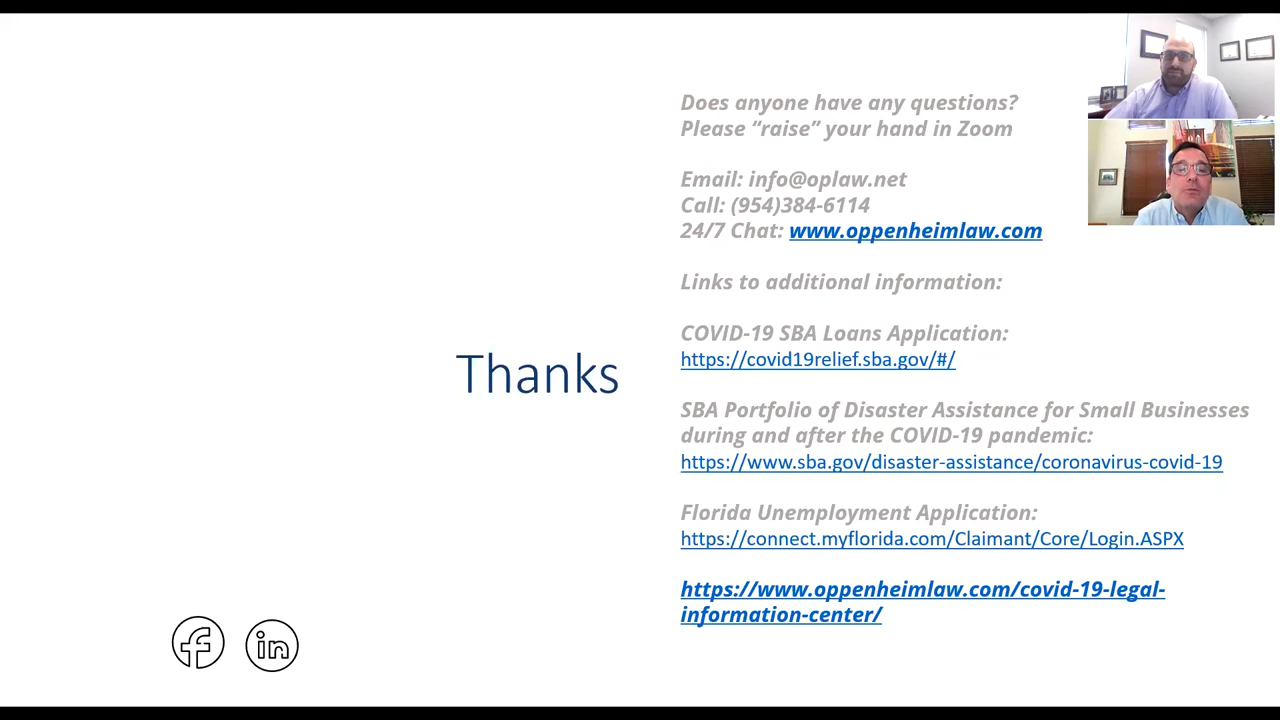 Does anyone have any questions?
Please “raise” your hand in Zoom
Email: info@oplaw.net
Call: (954)384-6114
24/7 Chat: www.oppenheimlaw.com
Links to additional information:
COVID-19 SBA Loans Application:
https://covid19relief.sba.gov/#/
Thanks
SBA Portfolio of Disaster Assistance for Small Businesses
during and after the COVID-19 pandemic:
https://www.sba.gov/disaster-assistance/coronavirus-covid-19
Florida Unemployment Application:
https://connect.myflorida.com/Claimant/Core/Login.ASPX
https://www.oppenheimlaw.com/covid-19-legal-
information-center/
in